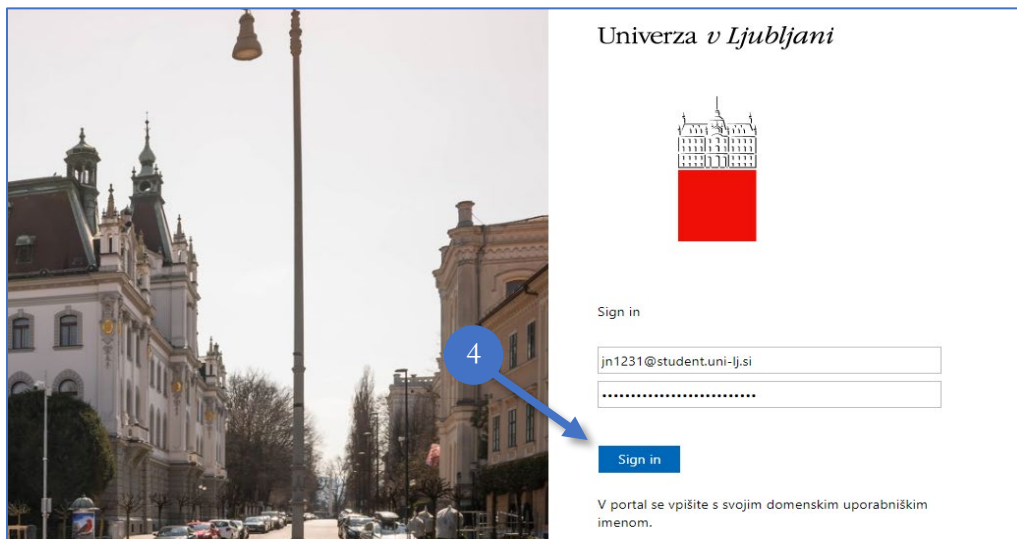 Univerza v Ljubljani
Sign in
jn1231@student.uni-lj.si
••••••••••••••••••••••••••••
4
Sign in
V portal se vpišite s svojim domenskim uporabniškim
imenom.